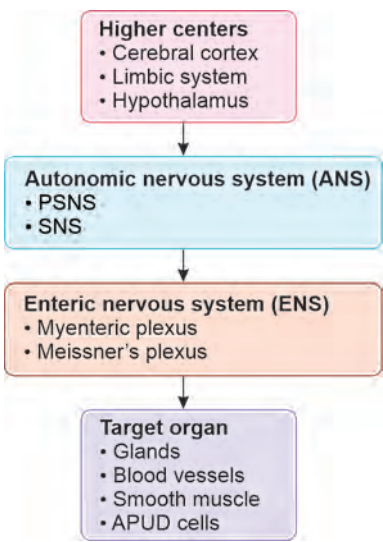 Higher centers
• Cerebral cortex
• Limbic system
• Hypothalamus
Autonomic nervous system (ANS)
• PSNS
• SNS
Enteric nervous system (ENS)
• Myenteric plexus
• Meissner's plexus
Target organ
• Glands
• Blood vessels
• Smooth muscle
• APUD cells